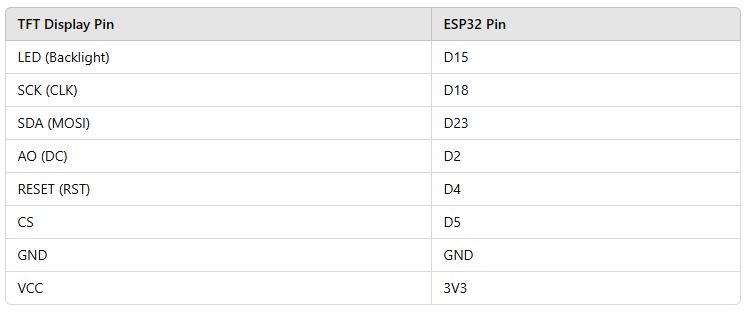 TFT Display Pin ESP32 Pin
LED (Backlight) D15
SCK (CLK) D18
SDA (MOSI) D23
AO (DC) D2
RESET (RST) D4
CS D5
GND GND
VCC 3V3